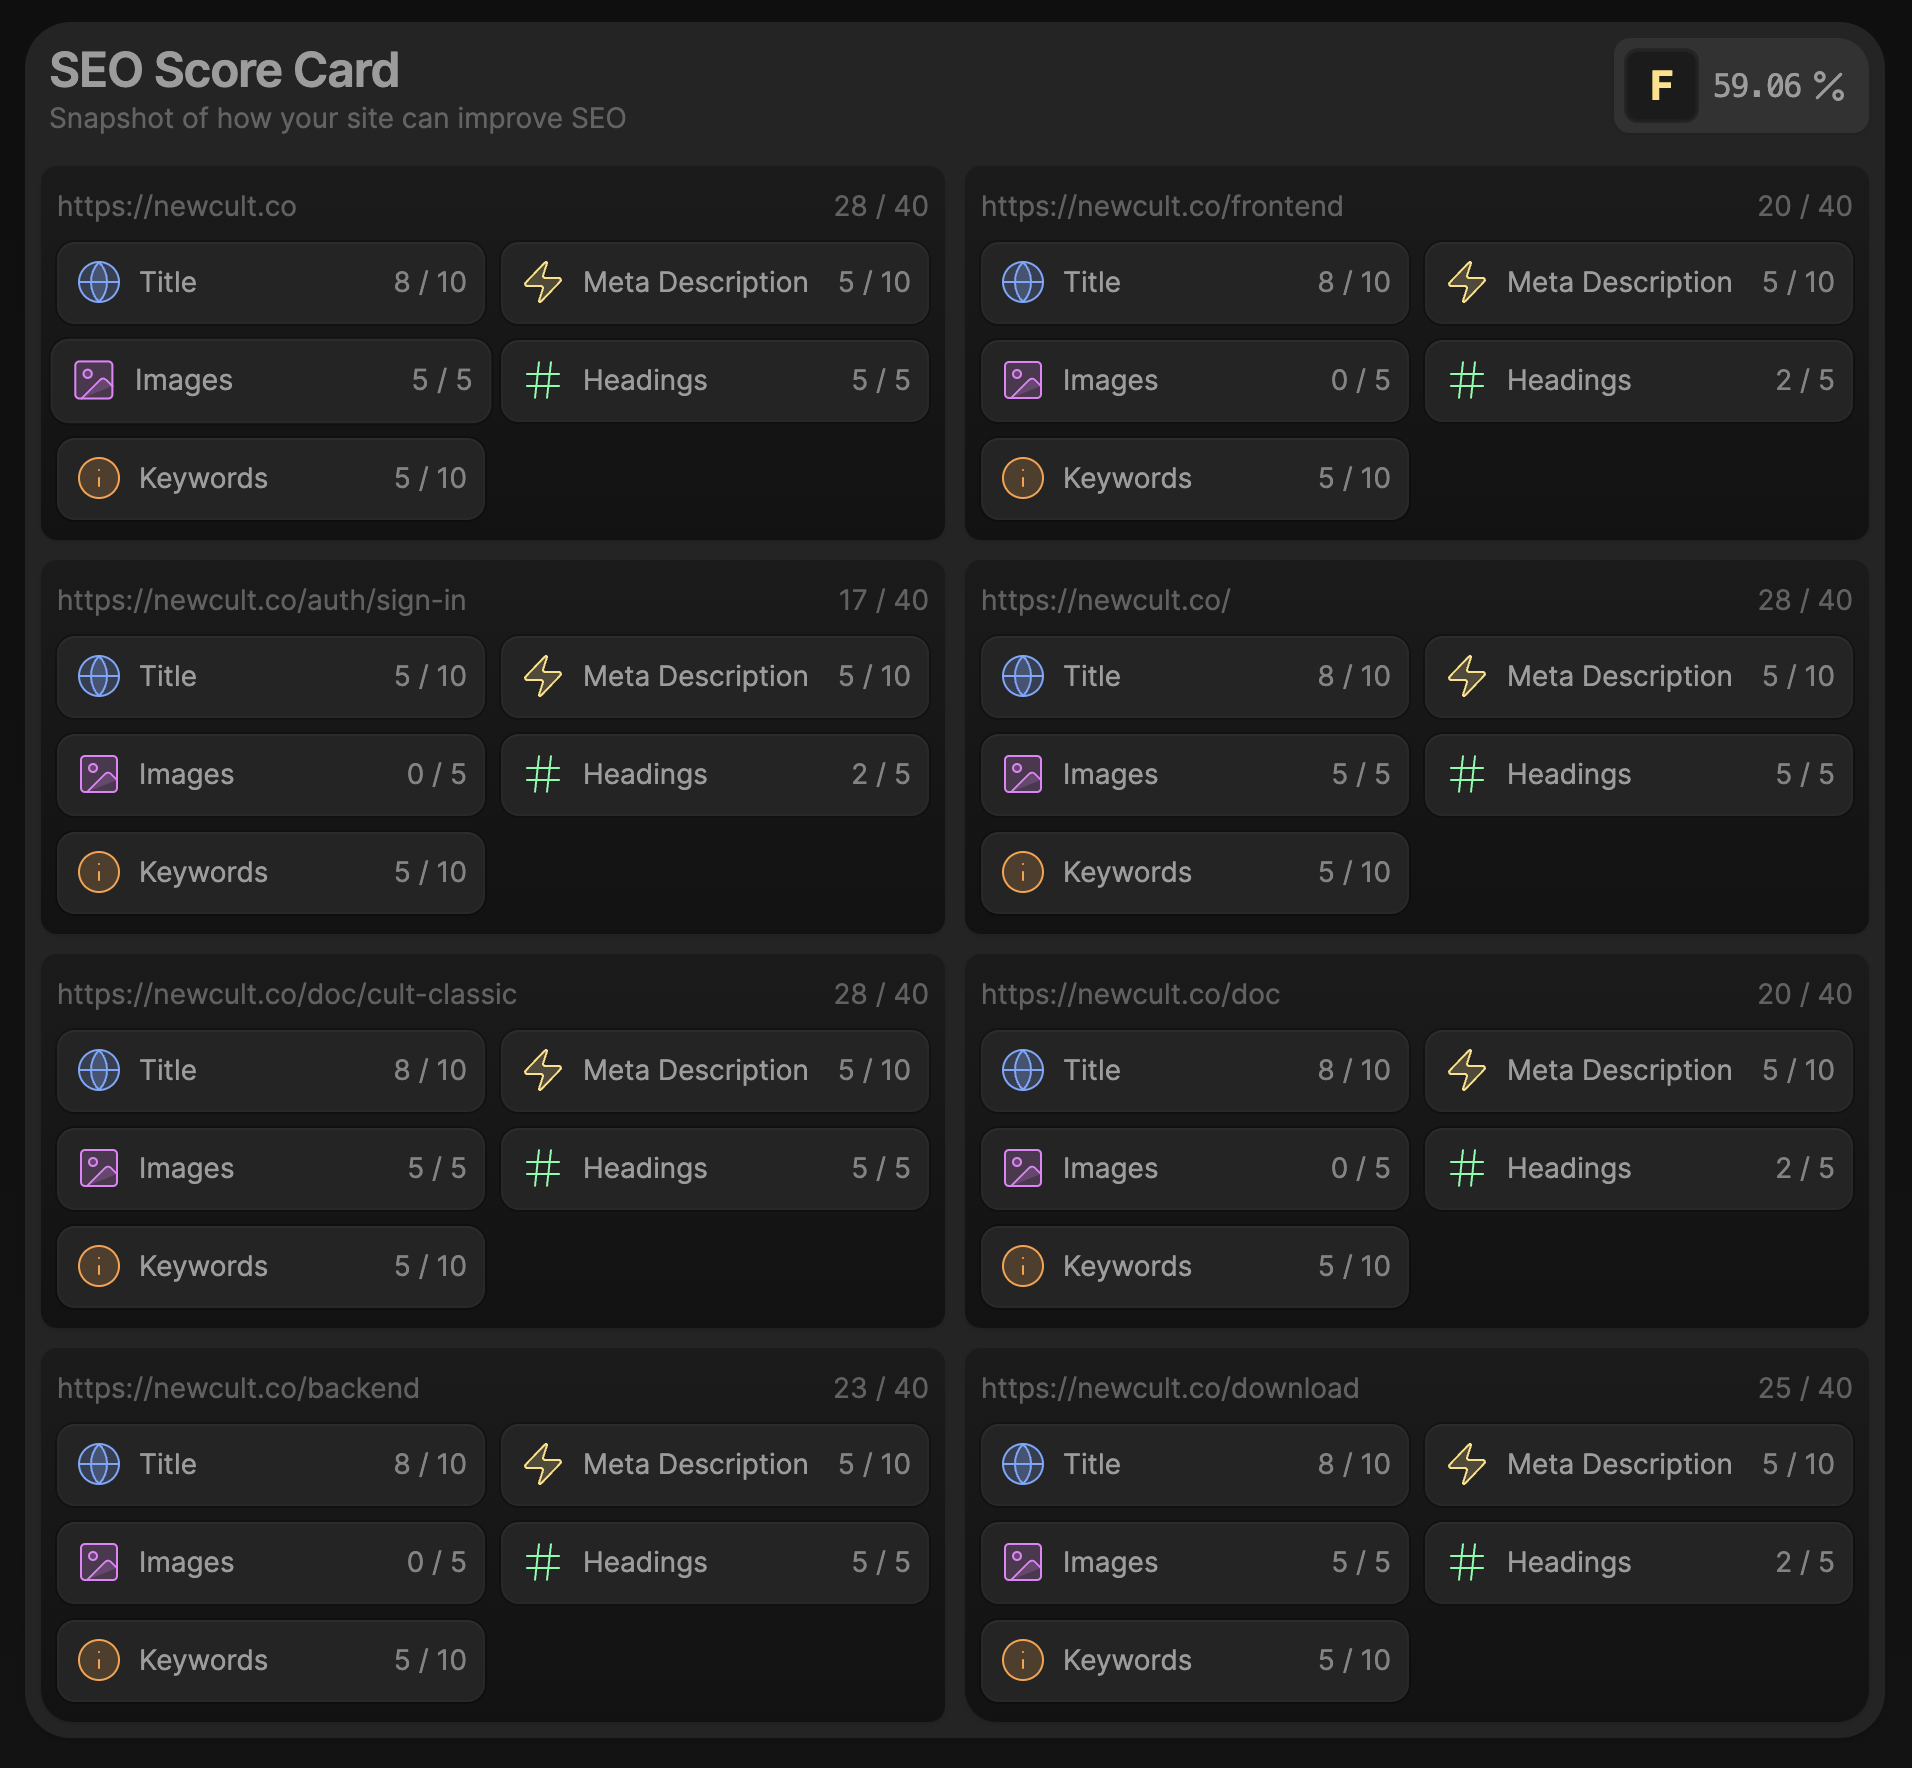 SEO Score Card
Snapshot of how your site can improve SEO
F 59.06 %
https://newcult.co 28 / 40
Title 8 / 10
Meta Description 5 / 10
Images 5 / 5
Headings 5 / 5
Keywords 5 / 10
https://newcult.co/frontend 20 / 40
Title 8 / 10
Meta Description 5 / 10
Images 0 / 5
Headings 2 / 5
Keywords 5 / 10
https://newcult.co/auth/sign-in 17 / 40
Title 5 / 10
Meta Description 5 / 10
Images 0 / 5
Headings 2 / 5
Keywords 5 / 10
https://newcult.co/ 28 / 40
Title 8 / 10
Meta Description 5 / 10
Images 5 / 5
Headings 5 / 5
Keywords 5 / 10
https://newcult.co/doc/cult-classic 28 / 40
Title 8 / 10
Meta Description 5 / 10
Images 5 / 5
Headings 5 / 5
Keywords 5 / 10
https://newcult.co/doc 20 / 40
Title 8 / 10
Meta Description 5 / 10
Images 0 / 5
Headings 2 / 5
Keywords 5 / 10
https://newcult.co/backend 23 / 40
Title 8 / 10
Meta Description 5 / 10
Images 0 / 5
Headings 5 / 5
Keywords 5 / 10
https://newcult.co/download 25 / 40
Title 8 / 10
Meta Description 5 / 10
Images 5 / 5
Headings 2 / 5
Keywords 5 / 10